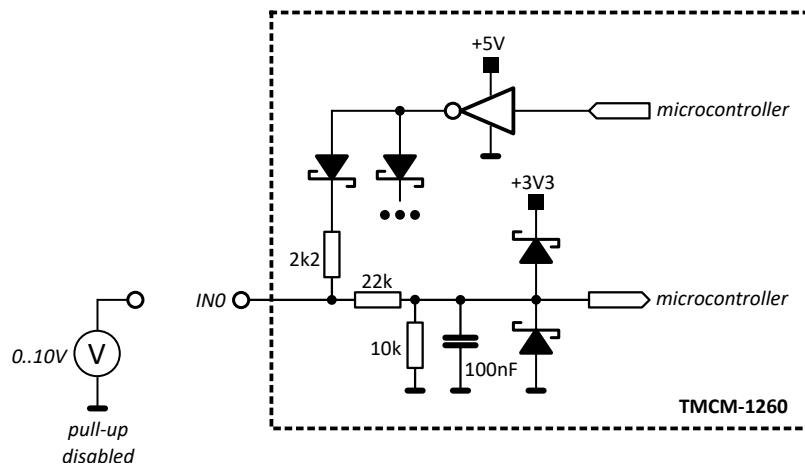 +5V
microcontroller
+3V3
2k2
22k
IN0
microcontroller
0..10V
V
10k
100nF
TMCM-1260
pull-up
disabled